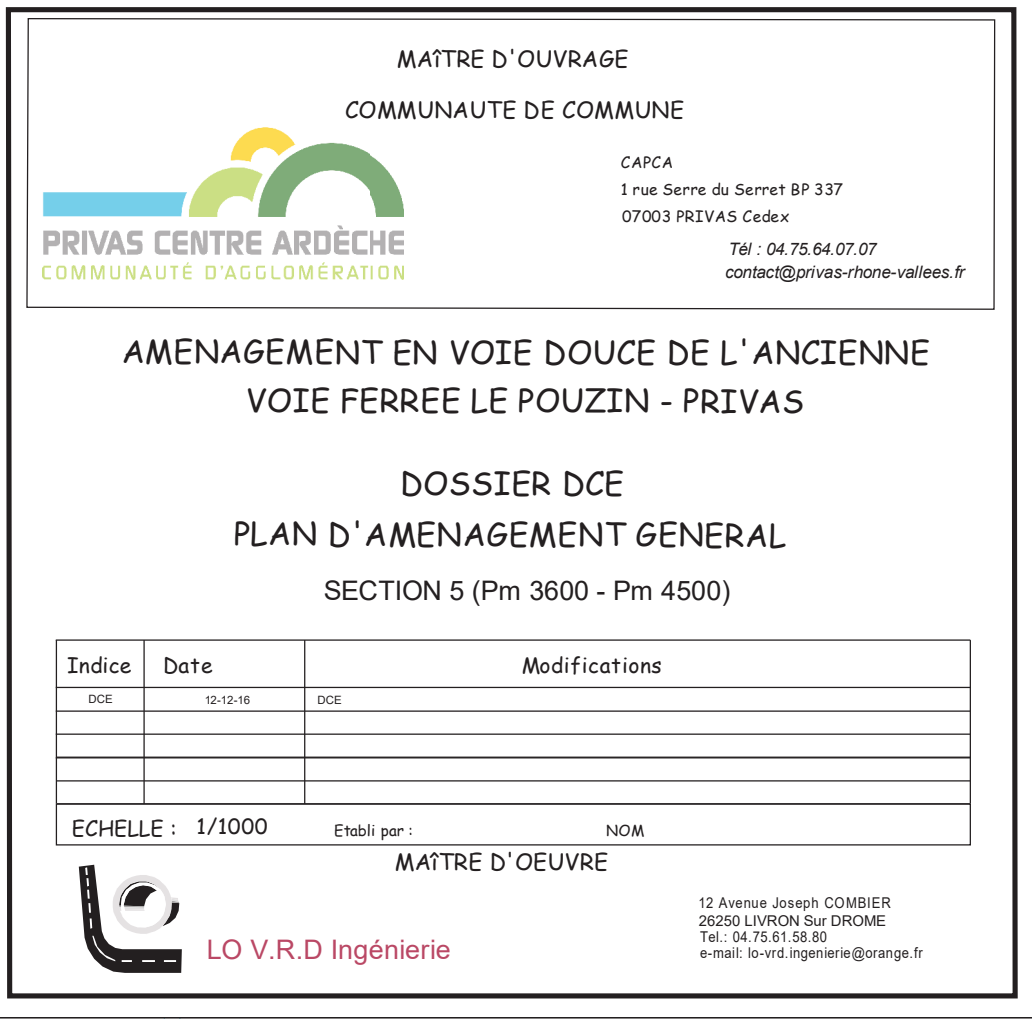 MAÎTRE D'OUVRAGE
COMMUNAUTE DE COMMUNE
PRIVAS CENTRE ARDÈCHE
COMMUNAUTÉ D'AGGLOMÉRATION
CAPCA
1 rue Serre du Serret BP 337
07003 PRIVAS Cedex
Tél : 04.75.64.07.07
contact@privas-rhone-vallees.fr
AMENAGEMENT EN VOIE DOUCE DE L'ANCIENNE
VOIE FERREE LE POUZIN - PRIVAS
DOSSIER DCE
PLAN D'AMENAGEMENT GENERAL
SECTION 5 (Pm 3600 - Pm 4500)
Indice Date Modifications
DCE 12-12-16 DCE
ECHELLE : 1/1000 Etabli par : NOM
MAÎTRE D'OEUVRE
LO V.R.D Ingénierie
12 Avenue Joseph COMBIER
26250 LIVRON Sur DROME
Tel.: 04.75.61.58.80
e-mail: lo-vrd.ingenierie@orange.fr